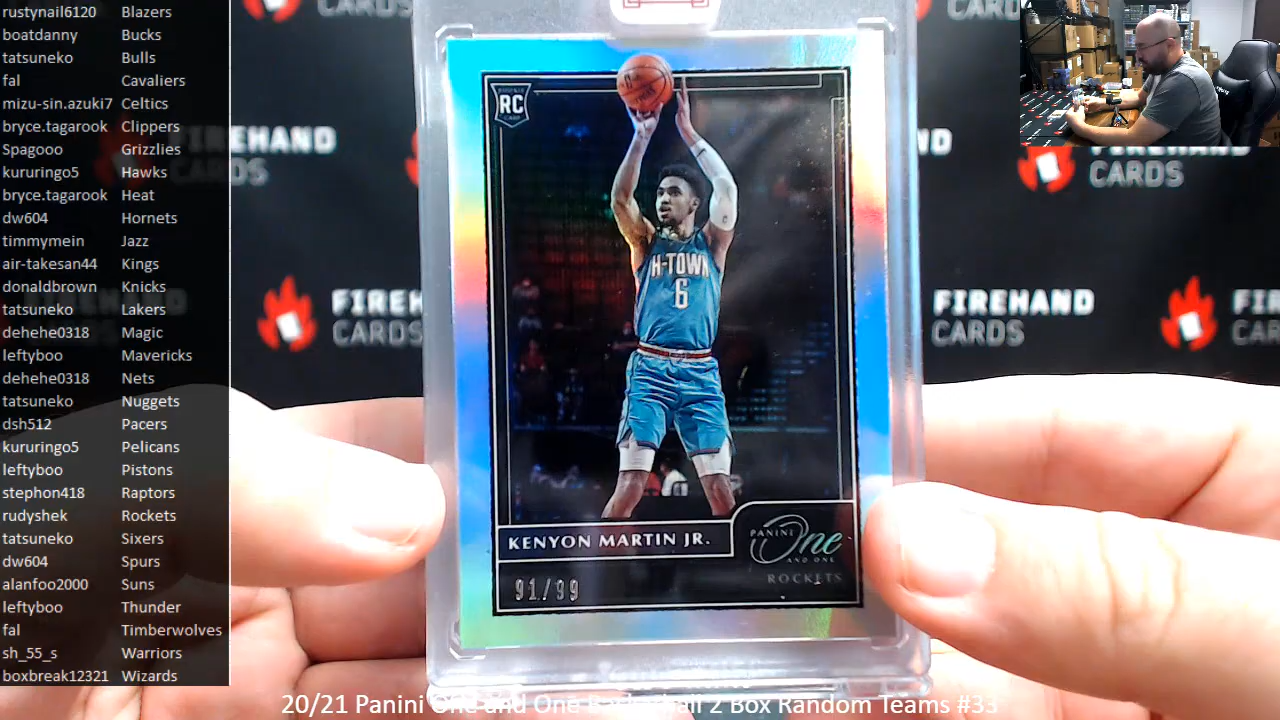 rustynail6120 Blazers
boatdanny Bucks
tatsuneko Bulls
fal Cavaliers
mizu-sin.azuki7 Celtics
bryce.tagarook Clippers
Spagooo Grizzlies
kururingo5 Hawks
bryce.tagarook Heat
dw604 Hornets
timmymein Jazz
air-takesan44 Kings
donaldbrown Knicks
tatsuneko Lakers
dehehe0318 Magic
leftyboo Mavericks
dehehe0318 Nets
tatsuneko Nuggets
dsh512 Pacers
kururingo5 Pelicans
leftyboo Pistons
stephon418 Raptors
rudyshek Rockets
tatsuneko Sixers
dw604 Spurs
alanfoo2000 Suns
leftyboo Thunder
fal Timberwolves
sh_55_s Warriors
boxbreak12321 Wizards
RC
CARD
H-TOWN
6
KENYON MARTIN JR.
PANINI
One
AND ONE
ROCKETS
91/99
CARDS
FIREHAND
CARDS
FIREHAND
CARDS
20/21 Panini One and One Basketball 2 Box Random Teams #33